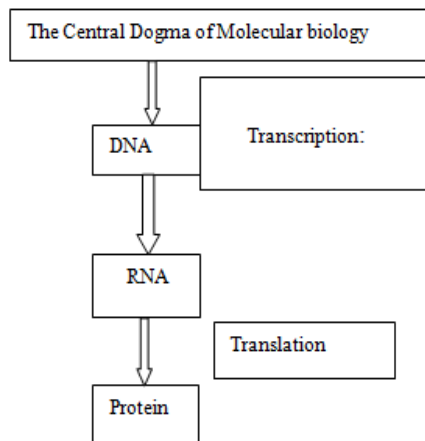 The Central Dogma of Molecular biology
DNA
Transcription:
RNA
Translation
Protein